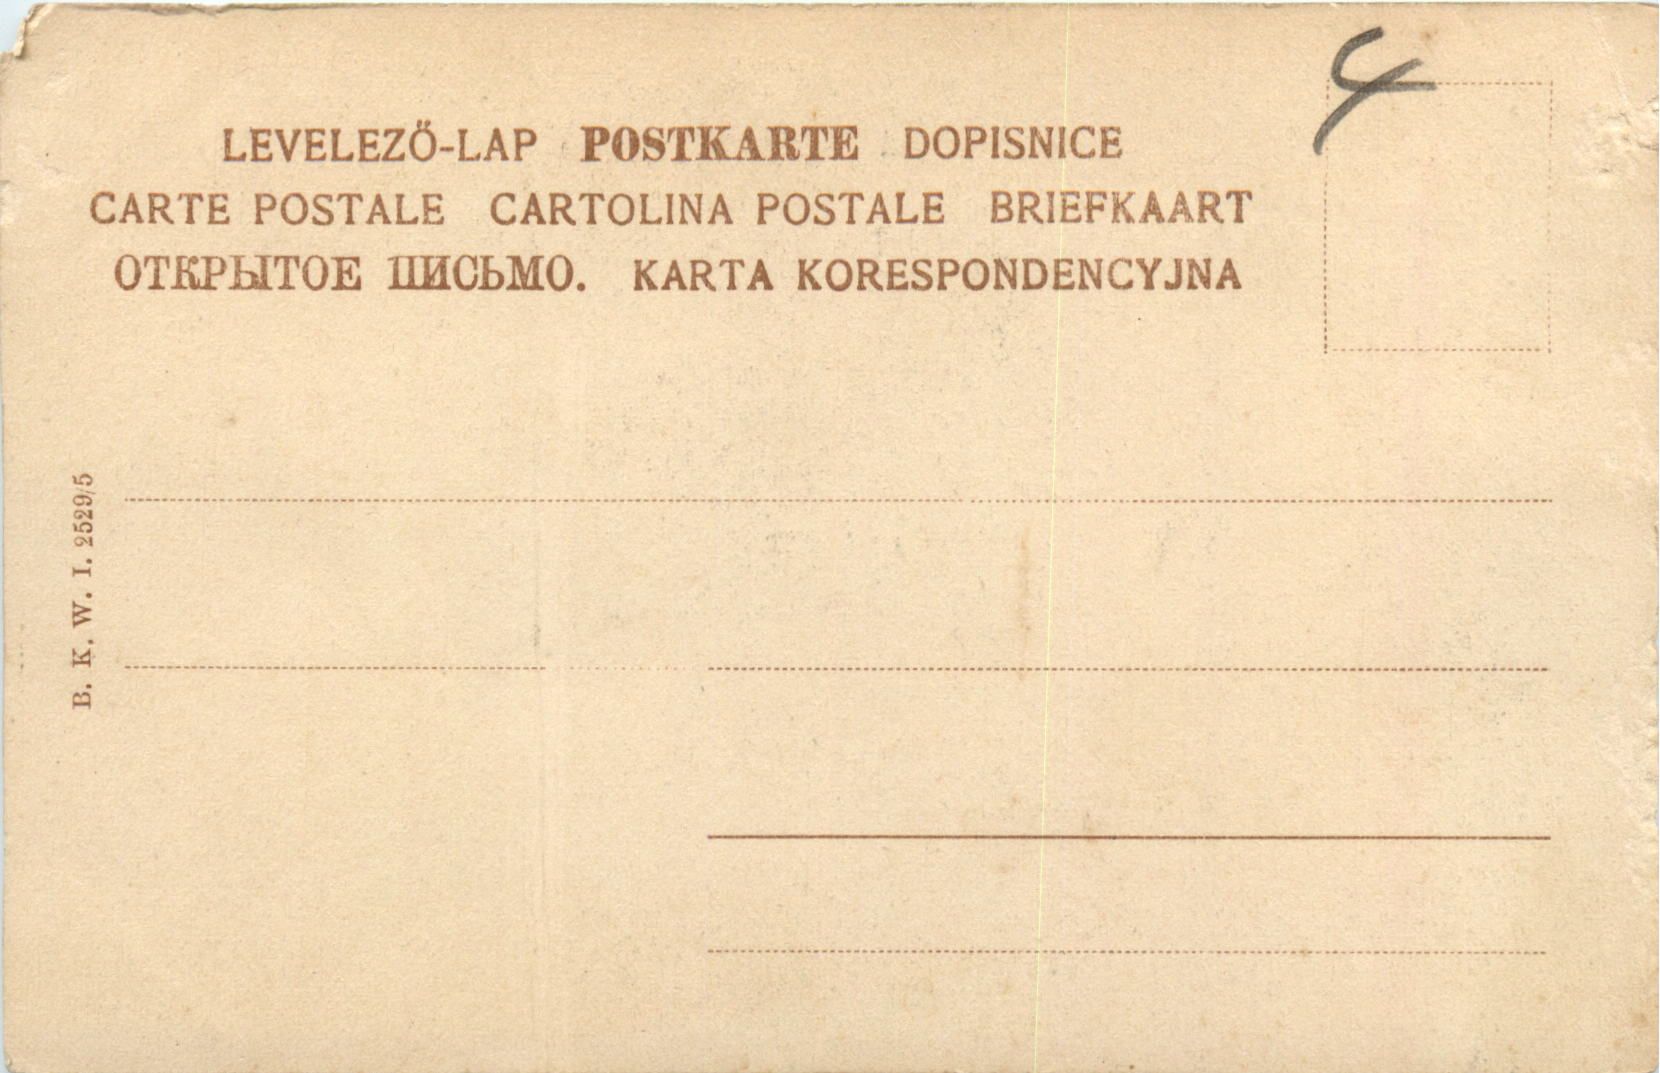 LEVELEZŐ-LAP POSTKARTE DOPISNICE
CARTE POSTALE CARTOLINA POSTALE BRIEFKAART
ОТКРЫТОЕ ПИСЬМО. KARTA KORESPONDENCYJNA
4
B. K. W. I. 2529/5